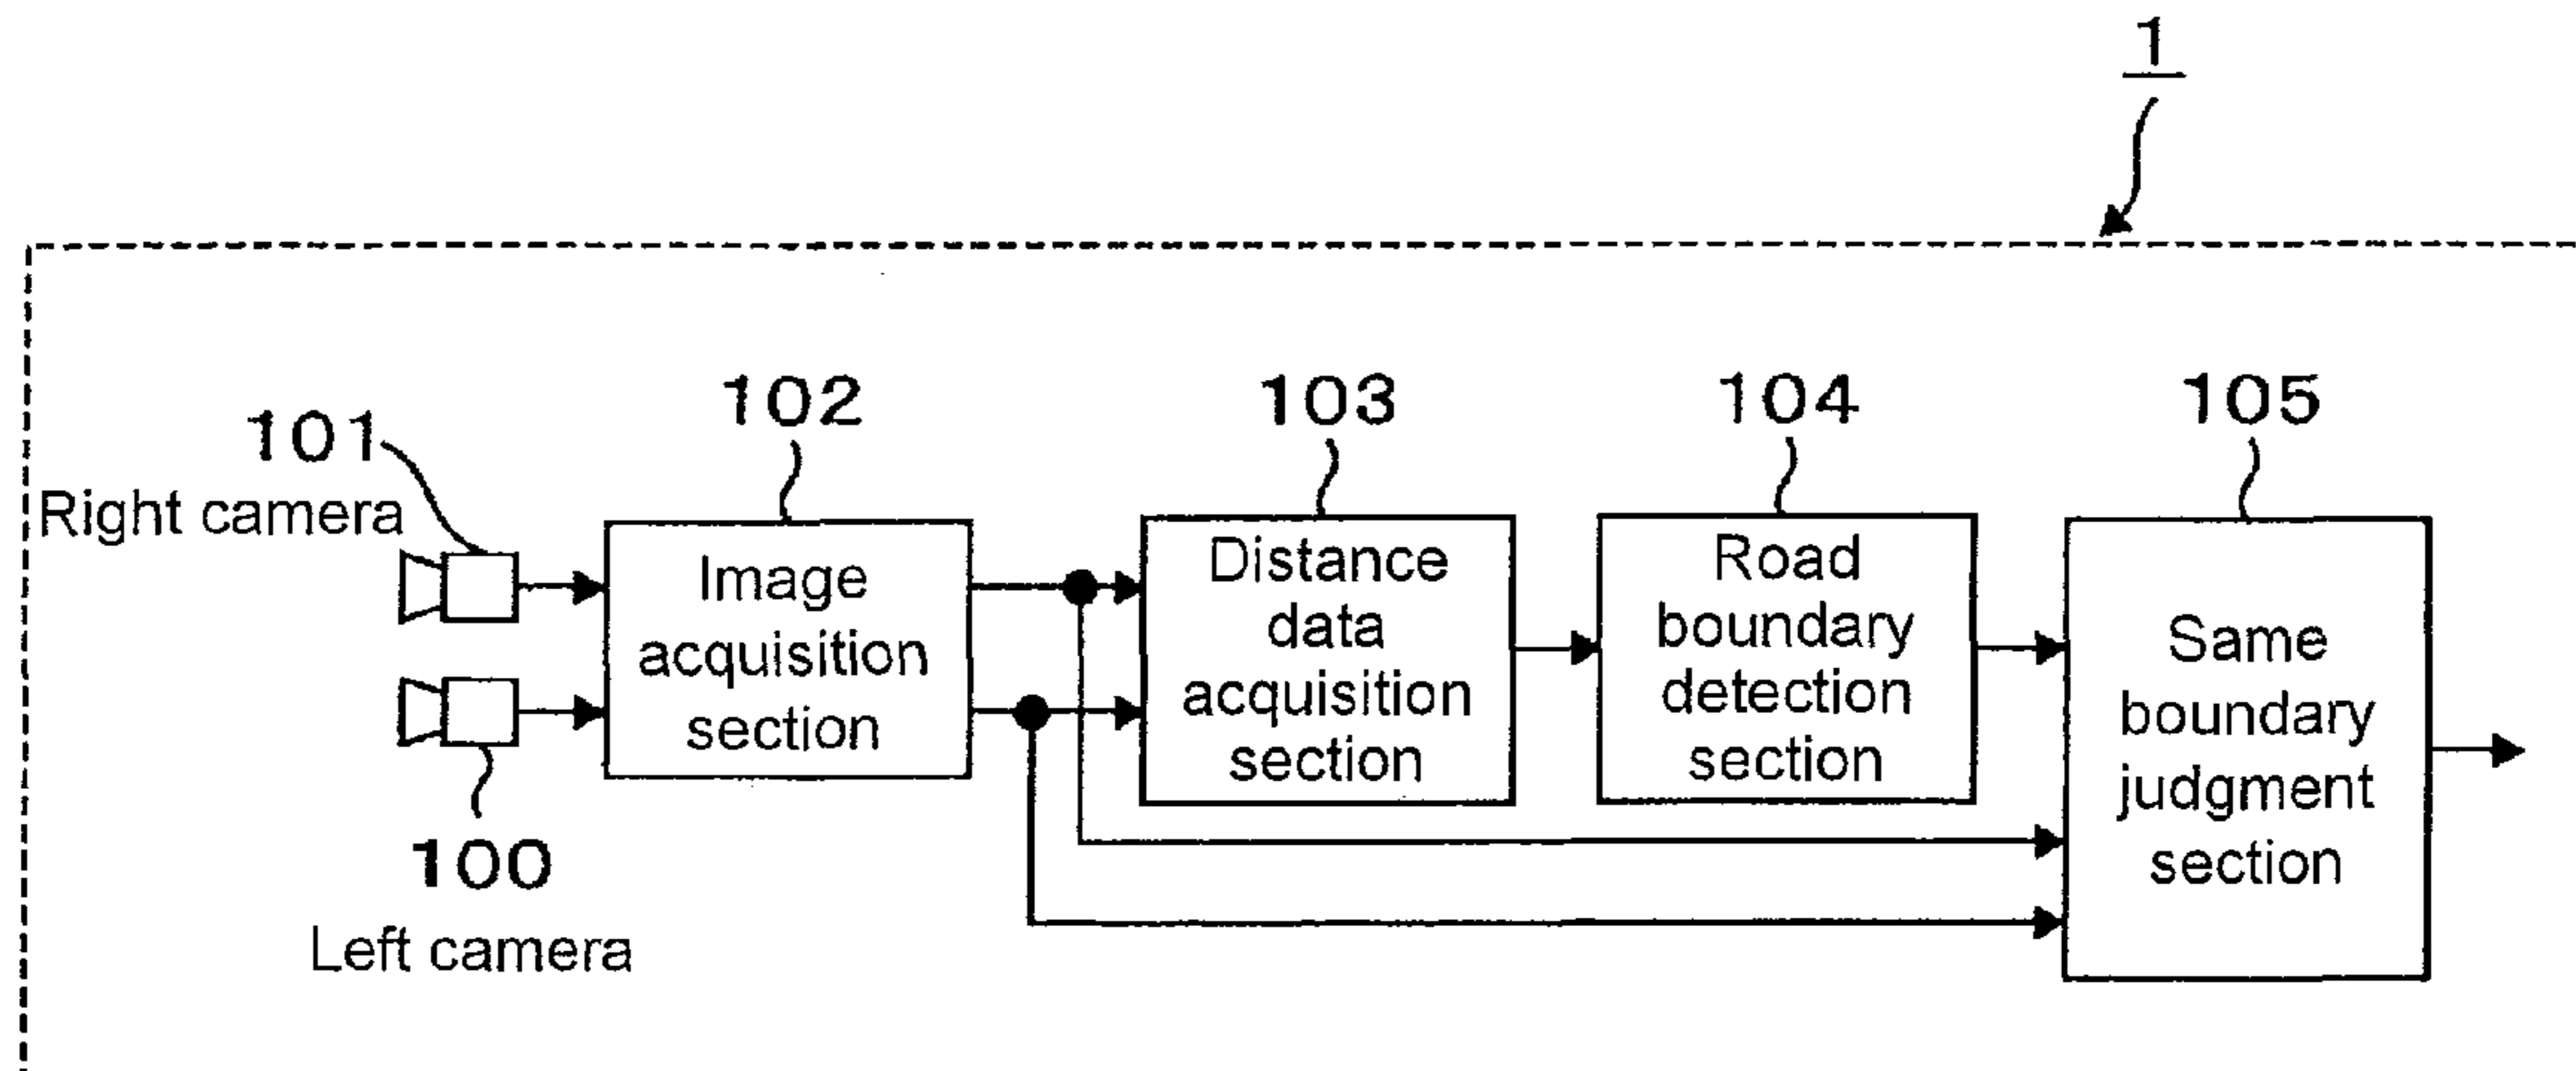 1
101
Right camera
102
103
104
105
Image
acquisition
section
Distance
data
acquisition
section
Road
boundary
detection
section
Same
boundary
judgment
section
100
Left camera